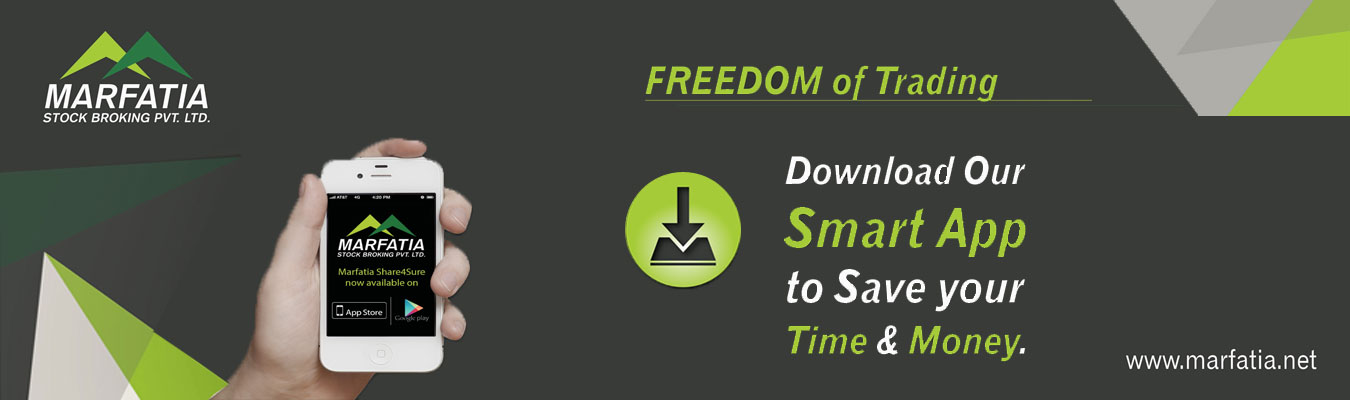 MARFATIA
STOCK BROKING PVT. LTD.
FREEDOM of Trading
Download Our
Smart App
to Save your
Time & Money.
AT&T 4G 4:20 PM
MARFATIA
STOCK BROKING PVT. LTD.
Marfatia Share4Sure
now available on
App Store
Google play
www.marfatia.net